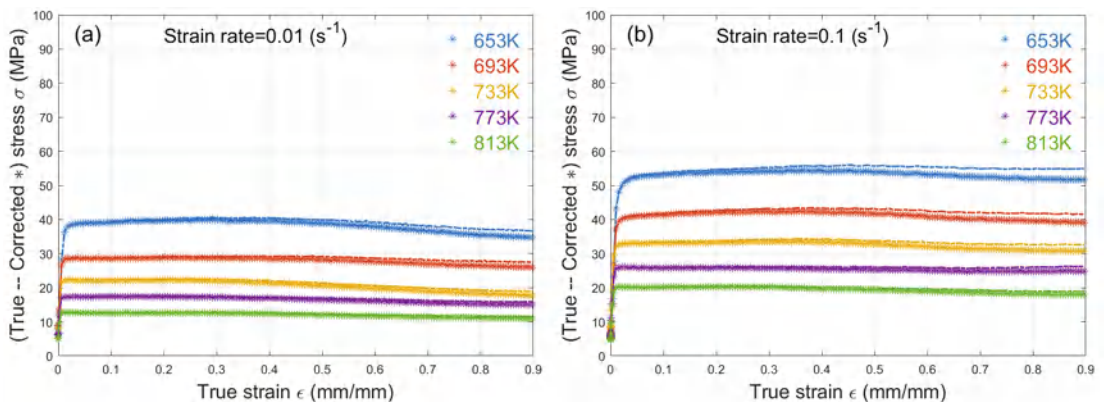 (a) Strain rate=0.01 (s⁻¹)
653K
693K
733K
773K
813K
(True -- Corrected *) stress σ (MPa)
100
90
80
70
60
50
40
30
20
10
0
0 0.1 0.2 0.3 0.4 0.5 0.6 0.7 0.8 0.9
True strain ϵ (mm/mm)
(b) Strain rate=0.1 (s⁻¹)
653K
693K
733K
773K
813K
(True -- Corrected *) stress σ (MPa)
100
90
80
70
60
50
40
30
20
10
0
0 0.1 0.2 0.3 0.4 0.5 0.6 0.7 0.8 0.9
True strain ϵ (mm/mm)